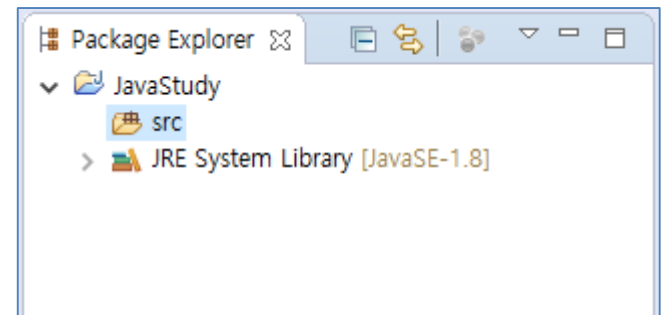 Package Explorer
JavaStudy
src
JRE System Library [JavaSE-1.8]